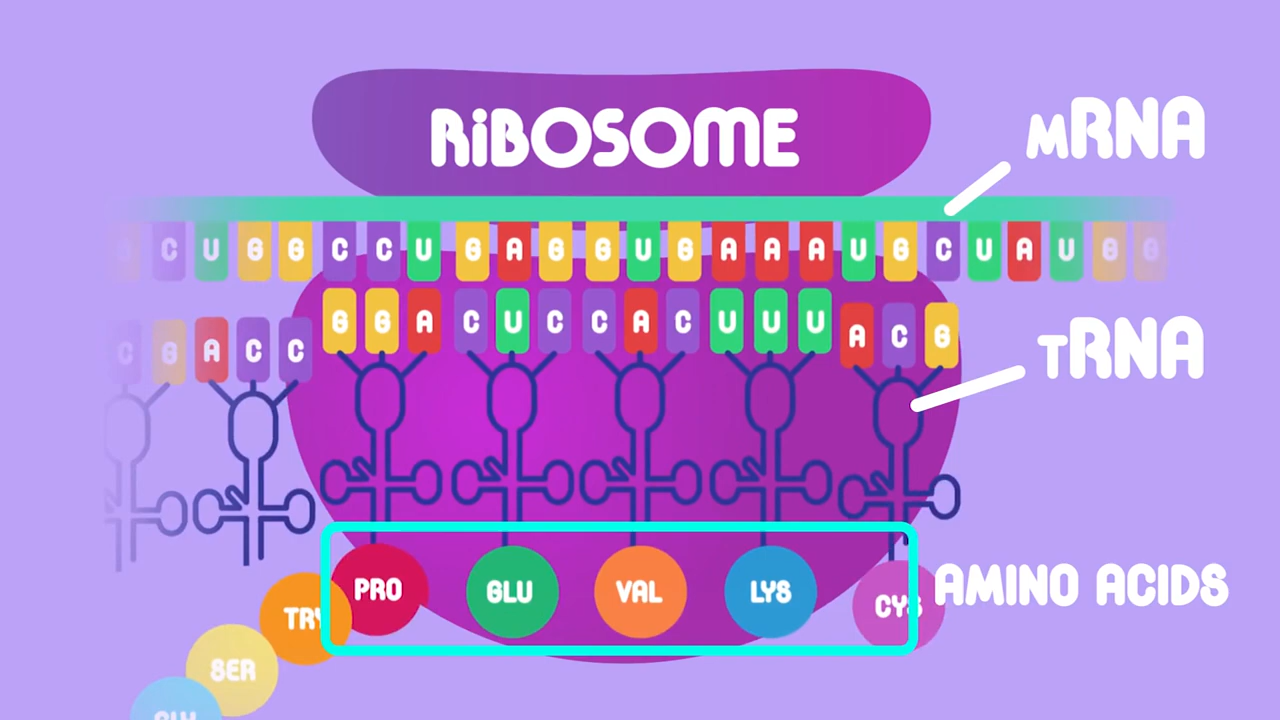 RiBOSOME
mRNA
G C U G G C C U G A G G U G A A A U G C U A U G G
G G A C U C C A C U U U A C G
C G A C C
tRNA
PRO GLU VAL LYS CYS
AMINO ACIDS
TRY
SER